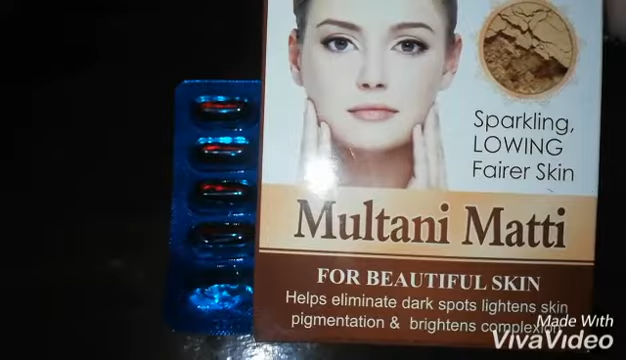 Sparkling,
LOWING
Fairer Skin
Multani Matti
FOR BEAUTIFUL SKIN
Helps eliminate dark spots lightens skin
pigmentation & brightens complexion
Made With
VivaVideo